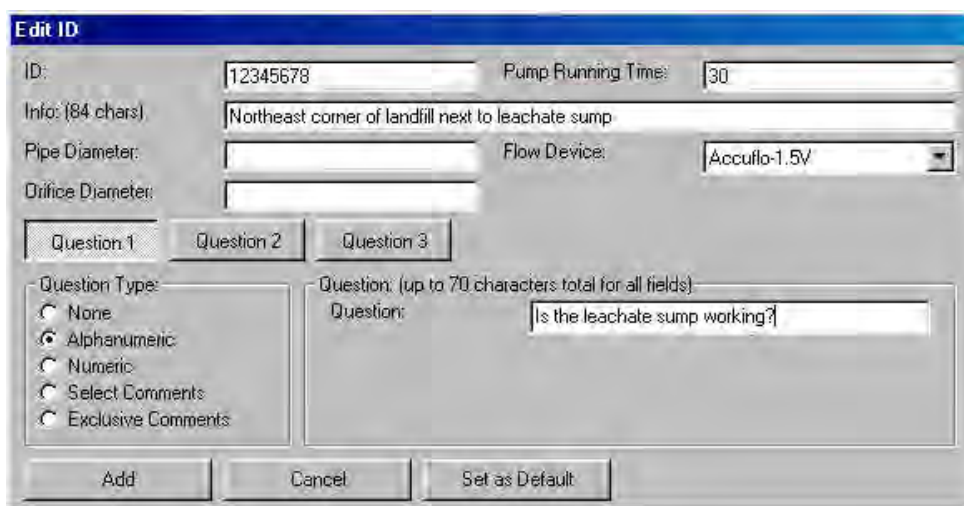 Edit ID
ID: 12345678 Pump Running Time: 30
Info: (84 chars) Northeast corner of landfill next to leachate sump
Pipe Diameter: Flow Device: Accuflo-1.5V
Orifice Diameter:
Question 1 Question 2 Question 3
Question Type: Question: (up to 70 characters total for all fields)
None Question: Is the leachate sump working?
Alphanumeric
Numeric
Select Comments
Exclusive Comments
Add Cancel Set as Default